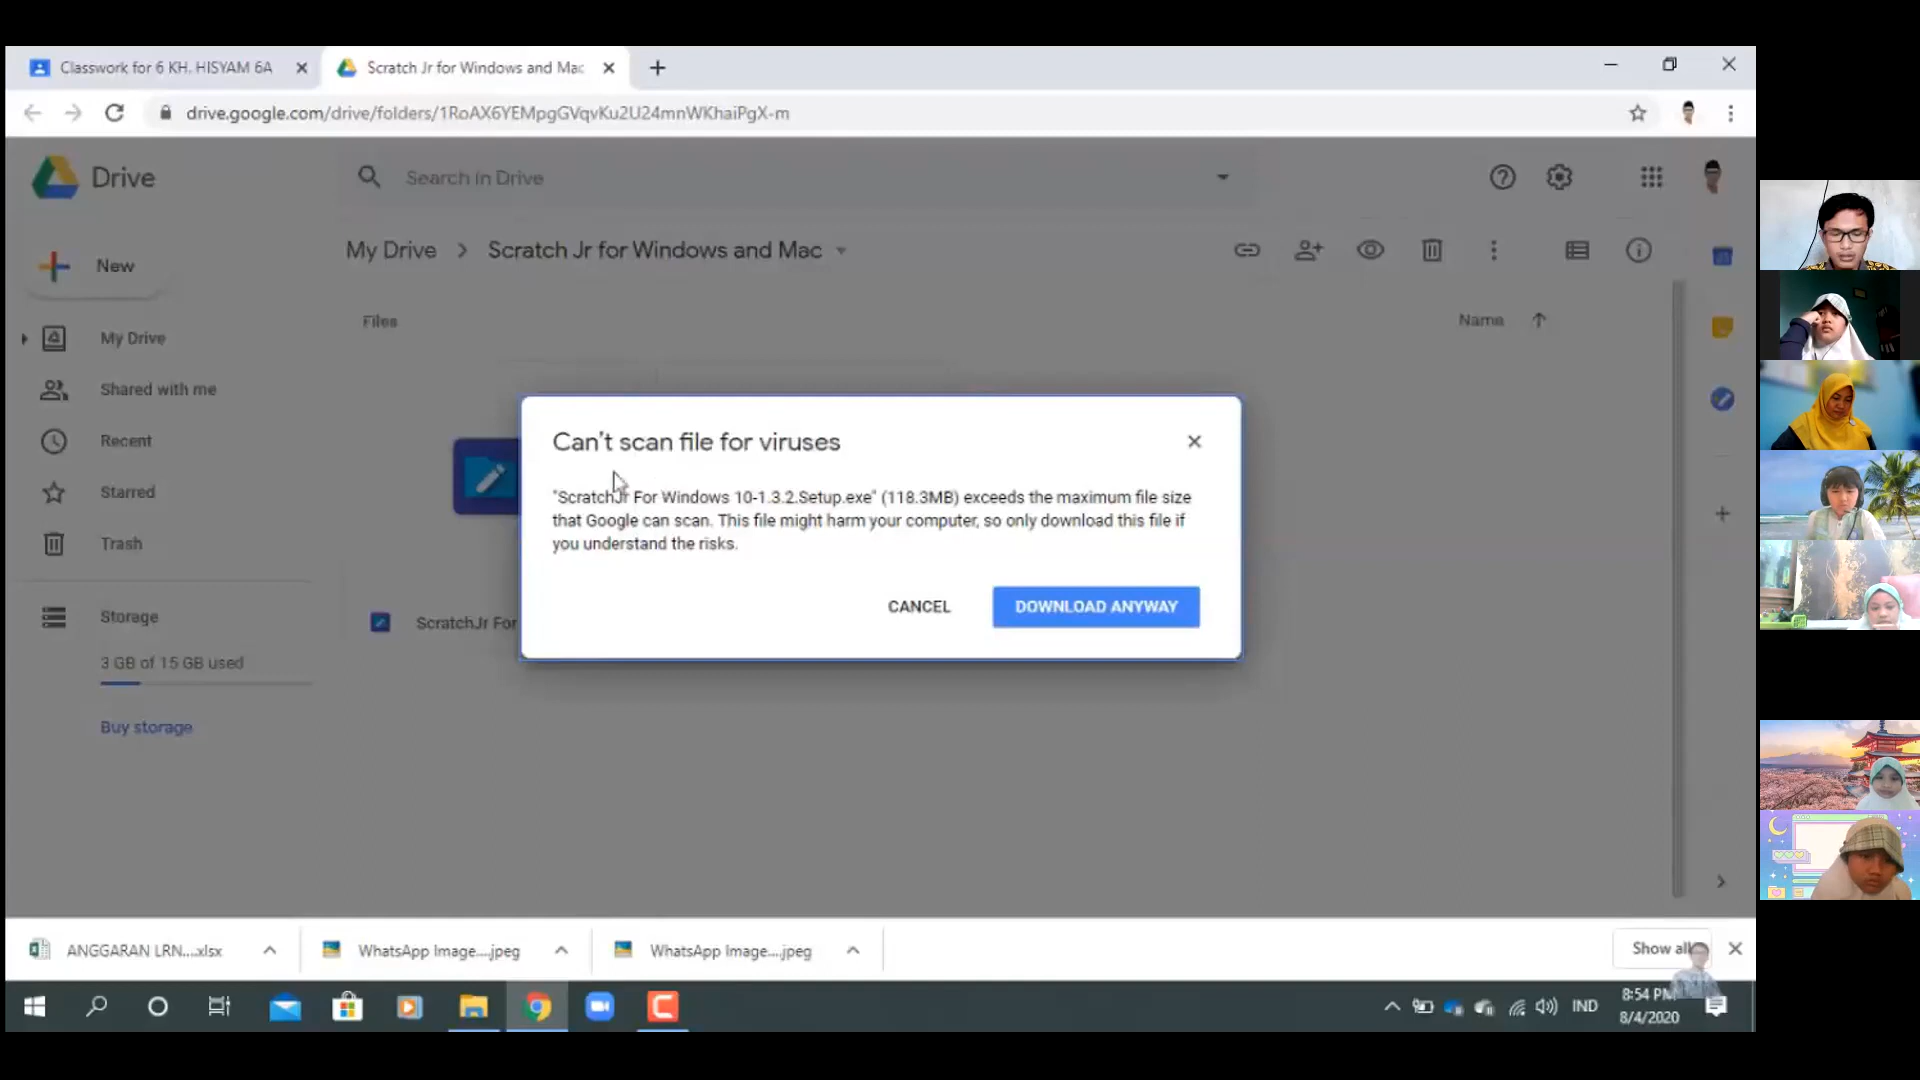 Classwork for 6 KH. HISYAM 6A
Scratch Jr for Windows and Mac
drive.google.com/drive/folders/1RoAX6YEMpgGVqvKu2U24mnWKhaiPgX-m
Drive
Search in Drive
New
My Drive > Scratch Jr for Windows and Mac
My Drive
Files
Name
Shared with me
Recent
Starred
Trash
Storage
3 GB of 15 GB used
Buy storage
Can't scan file for viruses
"ScratchJr For Windows 10-1.3.2.Setup.exe" (118.3MB) exceeds the maximum file size
that Google can scan. This file might harm your computer, so only download this file if
you understand the risks.
CANCEL
DOWNLOAD ANYWAY
ScratchJr For
ANGGARAN LRN....xlsx
WhatsApp Image....jpeg
WhatsApp Image....jpeg
Show all
IND
8:54 PM
8/4/2020